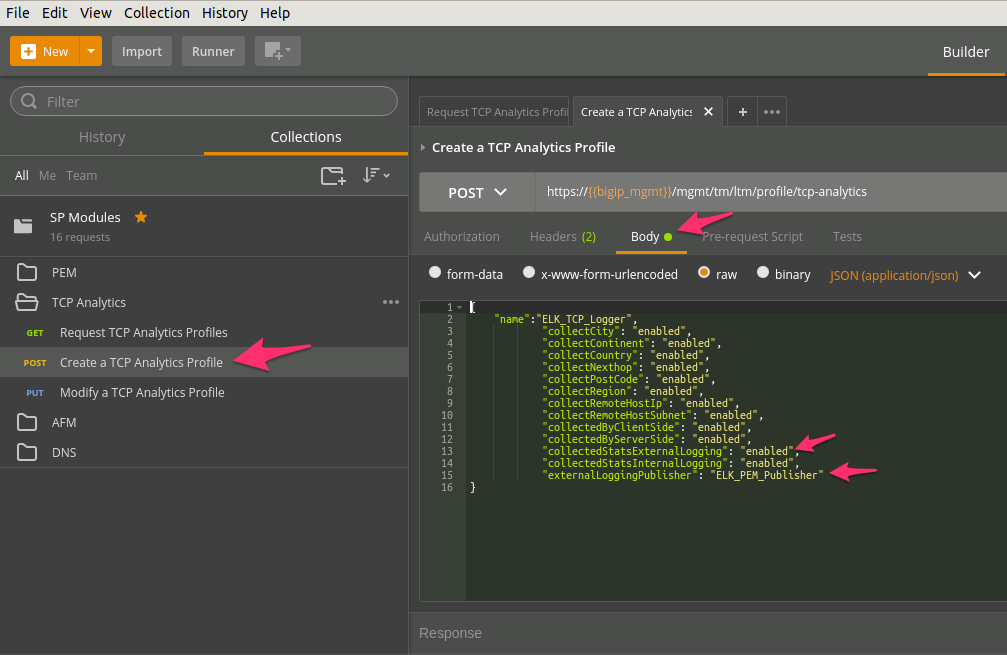 File Edit View Collection History Help
New Import Runner Builder
Filter
History Collections
All Me Team
SP Modules
16 requests
PEM
TCP Analytics
GET Request TCP Analytics Profiles
POST Create a TCP Analytics Profile
PUT Modify a TCP Analytics Profile
AFM
DNS
Request TCP Analytics Profi Create a TCP Analytics
Create a TCP Analytics Profile
POST https://{{bigip_mgmt}}/mgmt/tm/ltm/profile/tcp-analytics
Authorization Headers (2) Body Pre-request Script Tests
form-data x-www-form-urlencoded raw binary JSON (application/json)
1 {
2 "name":"ELK_TCP_Logger",
3 "collectCity": "enabled",
4 "collectContinent": "enabled",
5 "collectCountry": "enabled",
6 "collectNexthop": "enabled",
7 "collectPostCode": "enabled",
8 "collectRegion": "enabled",
9 "collectRemoteHostIp": "enabled",
10 "collectRemoteHostSubnet": "enabled",
11 "collectedByClientSide": "enabled",
12 "collectedByServerSide": "enabled",
13 "collectedStatsExternalLogging": "enabled",
14 "collectedStatsInternalLogging": "enabled",
15 "externalLoggingPublisher": "ELK_PEM_Publisher"
16 }
Response